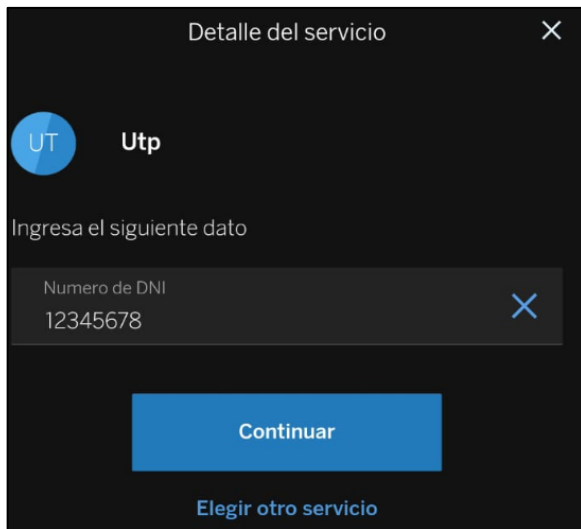 Detalle del servicio
UT
Utp
Ingresa el siguiente dato
Numero de DNI
12345678
Continuar
Elegir otro servicio